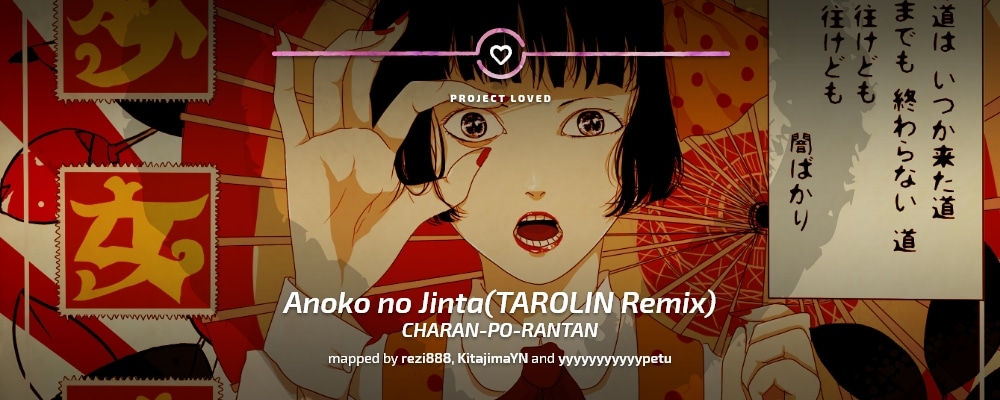 PROJECT LOVED
道は いつか来た道
までも 終わらない 道
往けども
往けども
闇ばかり
女
Anoko no Jinta(TAROLIN Remix)
CHARAN-PO-RANTAN
mapped by rezi888, KitajimaYN and yyyyyyyyyyypetu